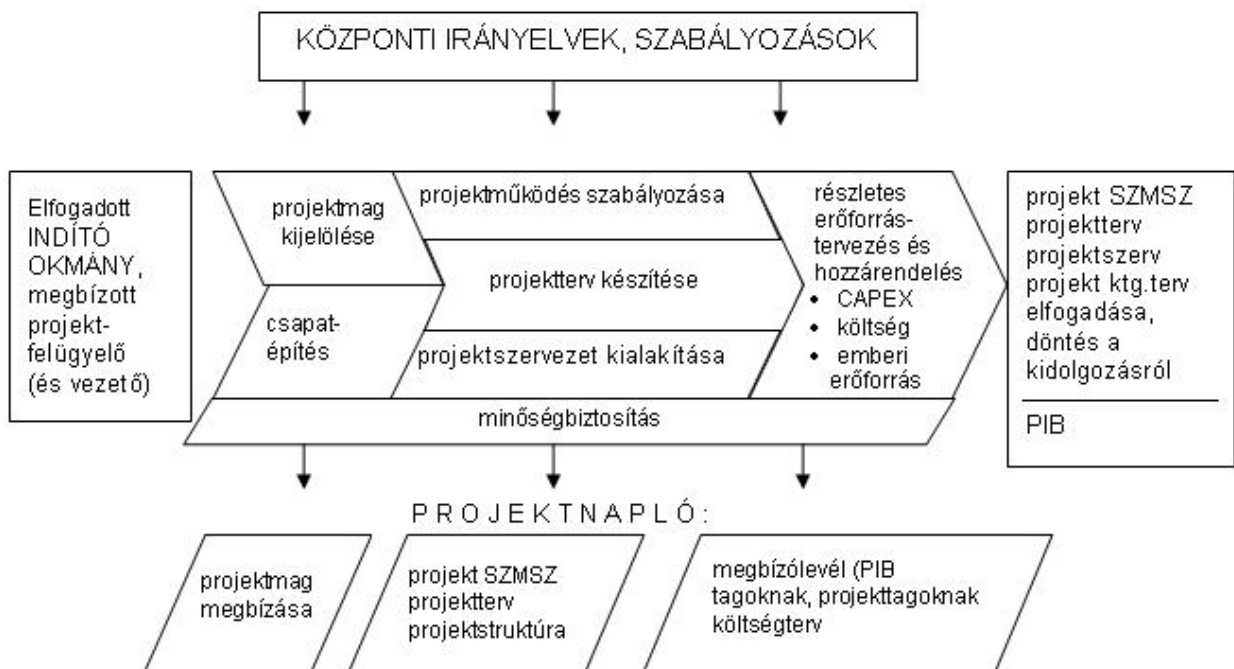 KÖZPONTI IRÁNYELVEK, SZABÁLYOZÁSOK
Elfogadott
INDÍTÓ
OKMÁNY,
megbízott
projekt-
felügyelő
(és vezető)
projektmag
kijelölése
csapat-
építés
projektműködés szabályozása
projektterv készítése
projektszervezet kialakítása
részletes
erőforrás-
tervezés és
hozzárendelés
• CAPEX
• költség
• emberi
erőforrás
minőségbiztosítás
projekt SZMSZ
projektterv
projektszerv
projekt ktg.terv
elfogadása,
döntés a
kidolgozásról
PIB
PROJEKTNAPLÓ:
projektmag
megbízása
projekt SZMSZ
projektterv
projektstruktúra
megbízólevél (PIB
tagoknak, projekttagoknak
költségterv